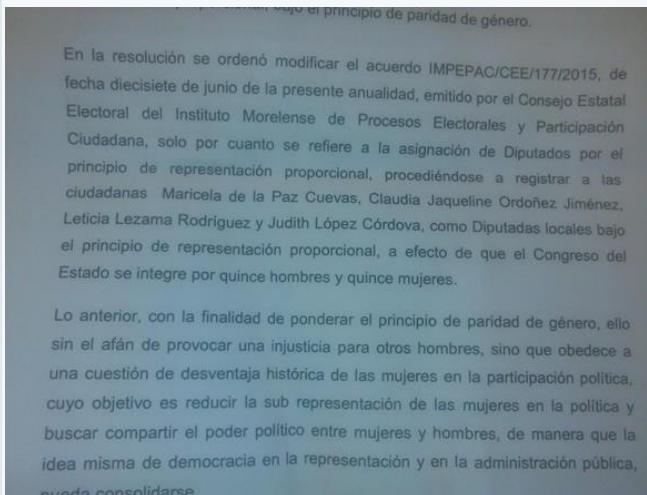 bajo el principio de paridad de género.
En la resolución se ordenó modificar el acuerdo IMPEPAC/CEE/177/2015, de
fecha diecisiete de junio de la presente anualidad, emitido por el Consejo Estatal
Electoral del Instituto Morelense de Procesos Electorales y Participación
Ciudadana, solo por cuanto se refiere a la asignación de Diputados por el
principio de representación proporcional, procediéndose a registrar a las
ciudadanas Maricela de la Paz Cuevas, Claudia Jaqueline Ordoñez Jiménez,
Leticia Lezama Rodríguez y Judith López Córdova, como Diputadas locales bajo
el principio de representación proporcional, a efecto de que el Congreso del
Estado se integre por quince hombres y quince mujeres.
Lo anterior, con la finalidad de ponderar el principio de paridad de género, ello
sin el afán de provocar una injusticia para otros hombres, sino que obedece a
una cuestión de desventaja histórica de las mujeres en la participación política,
cuyo objetivo es reducir la sub representación de las mujeres en la política y
buscar compartir el poder político entre mujeres y hombres, de manera que la
idea misma de democracia en la representación y en la administración pública,
pueda consolidarse